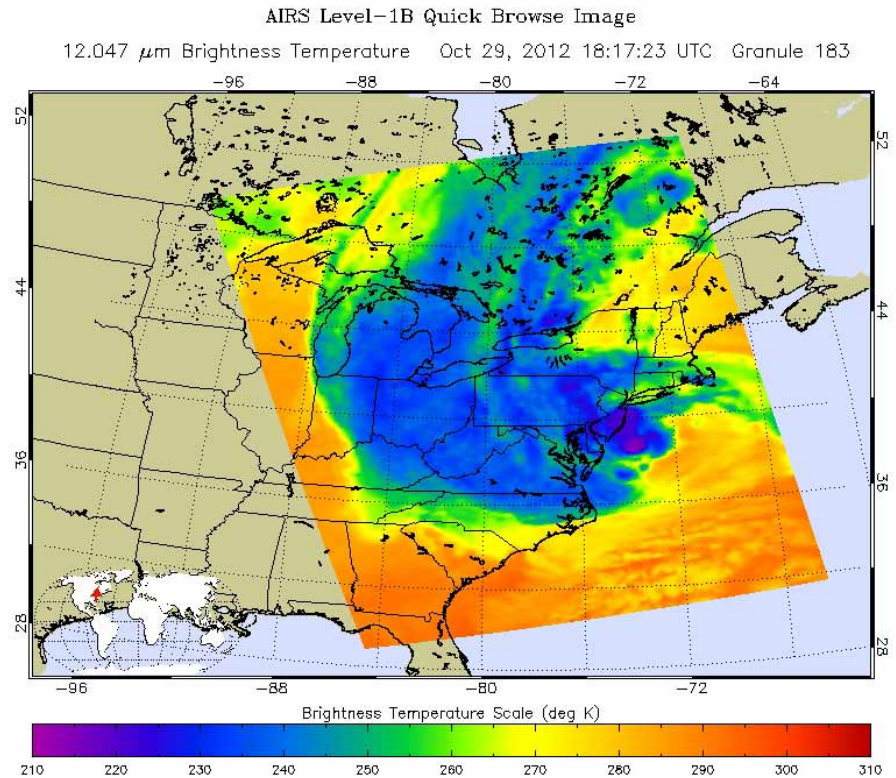 AIRS Level-1B Quick Browse Image
12.047 μm Brightness Temperature Oct 29, 2012 18:17:23 UTC Granule 183
-96 -88 -80 -72 -64
52 52
44 44
36 36
28 28
-96 -88 -80 -72
Brightness Temperature Scale (deg K)
210 220 230 240 250 260 270 280 290 300 310